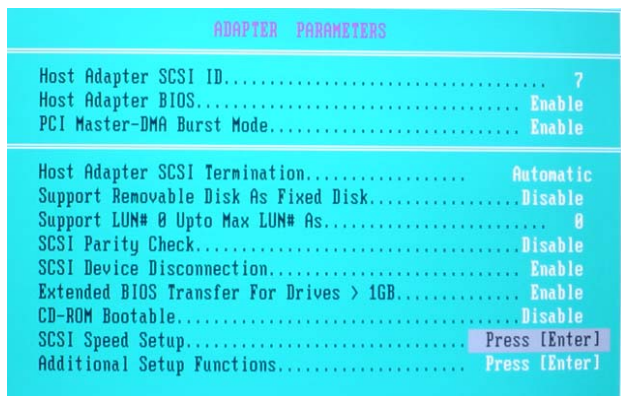 ADAPTER PARAMETERS
Host Adapter SCSI ID................................... 7
Host Adapter BIOS.................................... Enable
PCI Master-DMA Burst Mode............................ Enable
Host Adapter SCSI Termination.................. Automatic
Support Removable Disk As Fixed Disk.................Disable
Support LUN# 0 Upto Max LUN# As........................ 0
SCSI Parity Check....................................Disable
SCSI Device Disconnection............................ Enable
Extended BIOS Transfer For Drives > 1GB.............. Enable
CD-ROM Bootable......................................Disable
SCSI Speed Setup............................... Press [Enter]
Additional Setup Functions..................... Press [Enter]